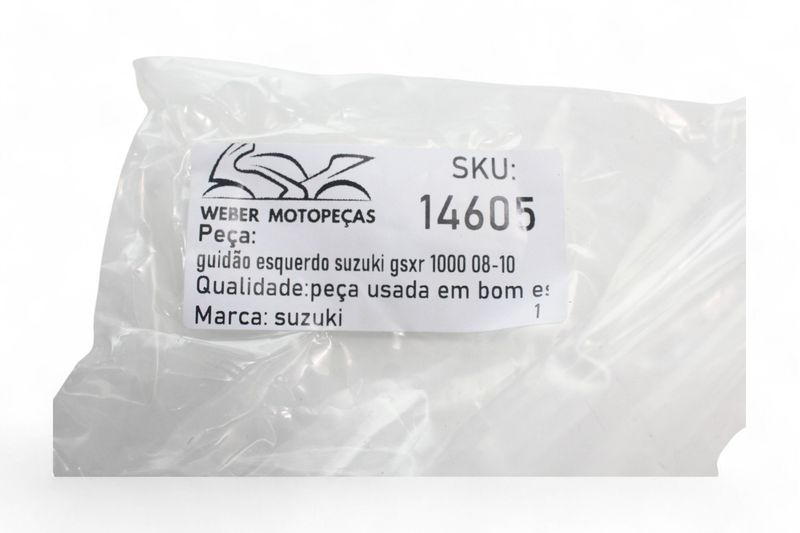 SKU:
14605
WEBER MOTOPEÇAS
Peça:
guidão esquerdo suzuki gsxr 1000 08-10
Qualidade:peça usada em bom es
Marca: suzuki
1